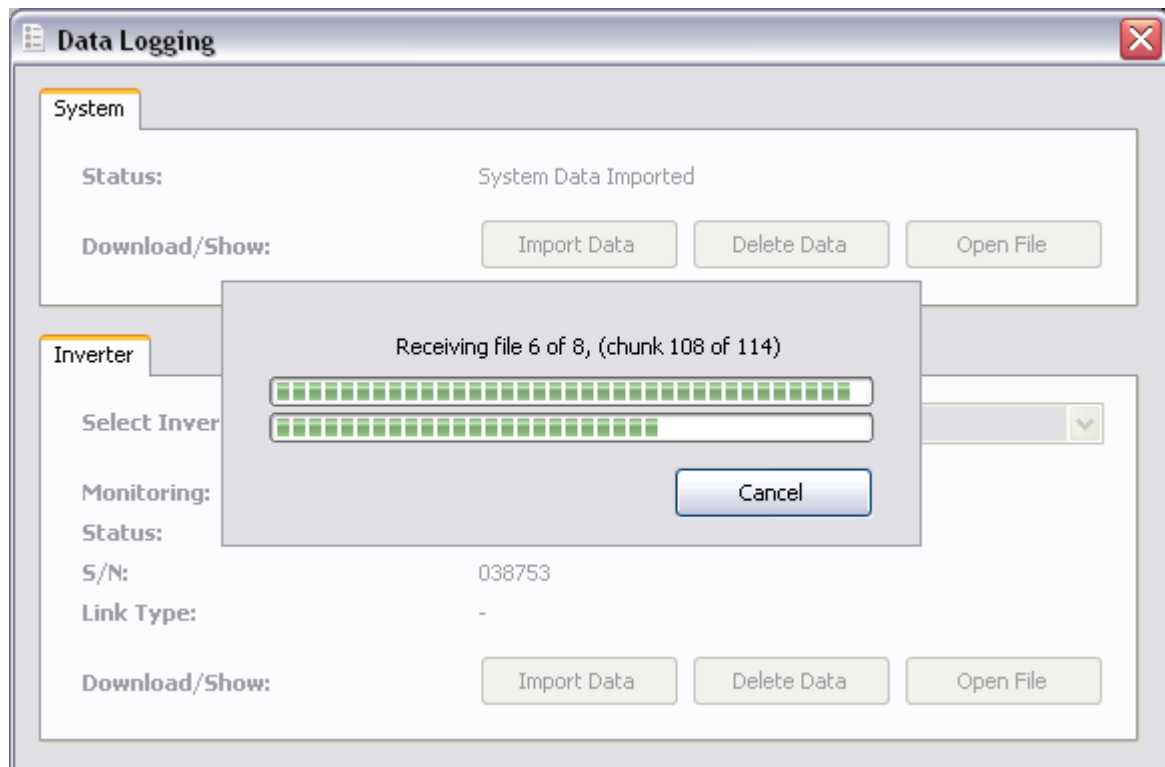 Data Logging
System
Status: System Data Imported
Download/Show: Import Data Delete Data Open File
Receiving file 6 of 8, (chunk 108 of 114)
Inverter
Select Inver
Cancel
Monitoring:
Status:
S/N: 038753
Link Type: -
Download/Show: Import Data Delete Data Open File